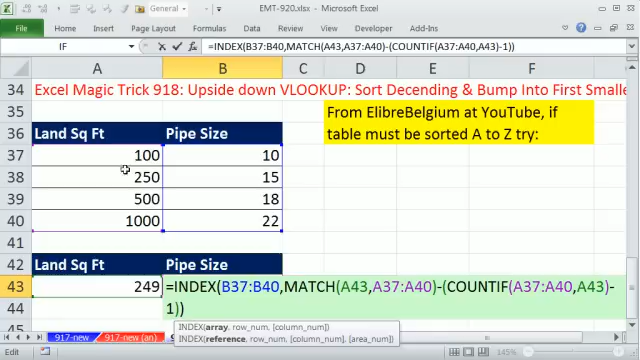 EMT-920.xlsx - Microsoft Excel
General
File Home Insert Page Layout Formulas Data Review View Developer
IF =INDEX(B37:B40,MATCH(A43,A37:A40)-(COUNTIF(A37:A40,A43)-1))
A B C D E F
34 Excel Magic Trick 918: Upside down VLOOKUP: Sort Decending & Bump Into First Smalle
35 From ElibreBelgium at YouTube, if
36 Land Sq Ft Pipe Size table must be sorted A to Z try:
37 100 10
38 250 15
39 500 18
40 1000 22
41
42 Land Sq Ft Pipe Size
43 249 =INDEX(B37:B40,MATCH(A43,A37:A40)-(COUNTIF(A37:A40,A43)-
44 1))
INDEX(array, row_num, [column_num])
45 INDEX(reference, row_num, [column_num], [area_num])
917-new 917-new (an) 918-